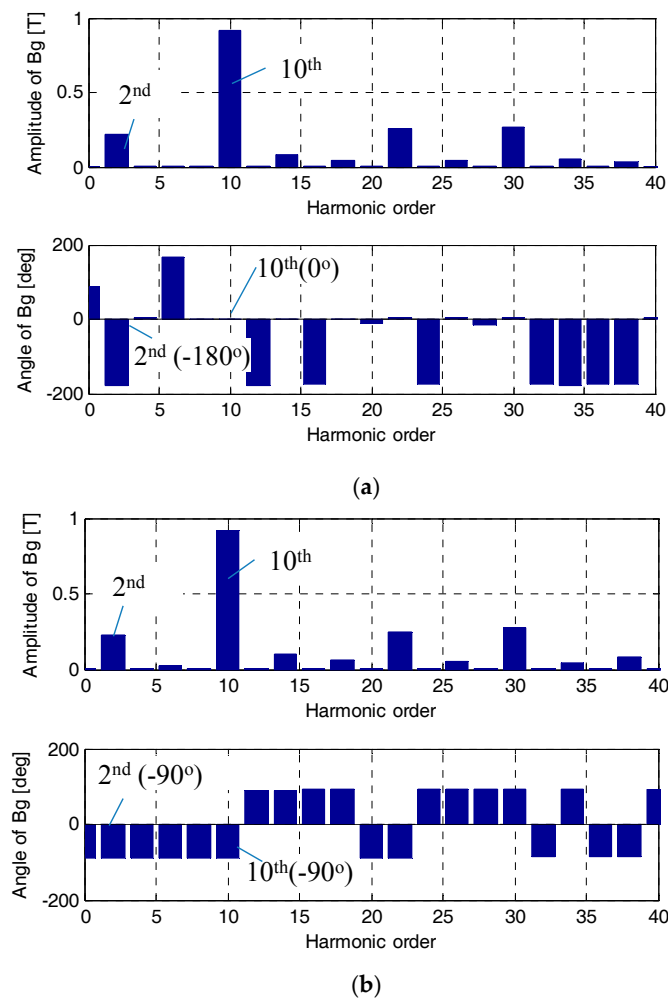 Amplitude of Bg [T]
1
0.5
0
2nd
10th
0 5 10 15 20 25 30 35 40
Harmonic order
Angle of Bg [deg]
200
0
-200
10th(0o)
2nd (-180o)
0 5 10 15 20 25 30 35 40
Harmonic order
(a)
Amplitude of Bg [T]
1
0.5
0
2nd
10th
0 5 10 15 20 25 30 35 40
Harmonic order
Angle of Bg [deg]
200
0
-200
2nd (-90o)
10th(-90o)
0 5 10 15 20 25 30 35 40
Harmonic order
(b)